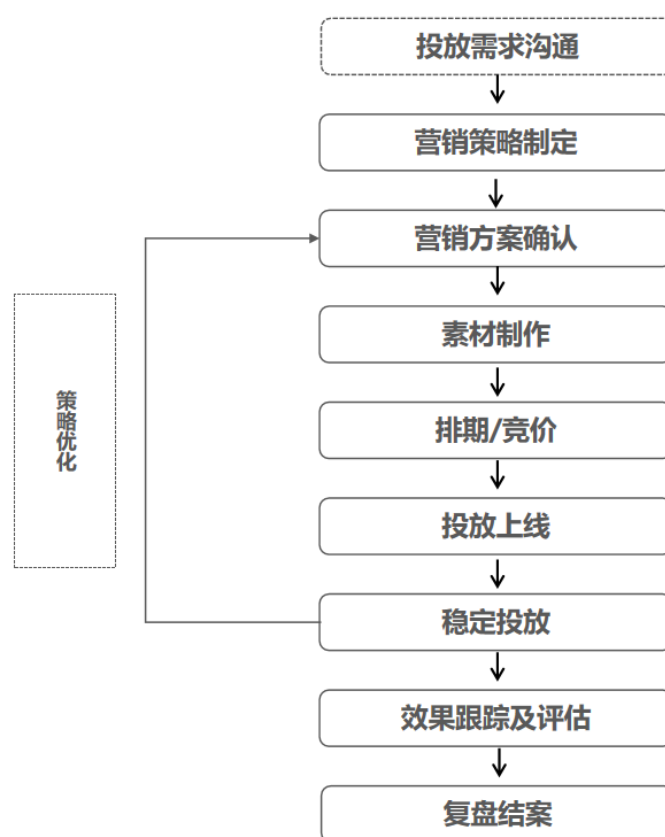 投放需求沟通
营销策略制定
营销方案确认
素材制作
排期/竞价
投放上线
稳定投放
效果跟踪及评估
复盘结案
策略优化